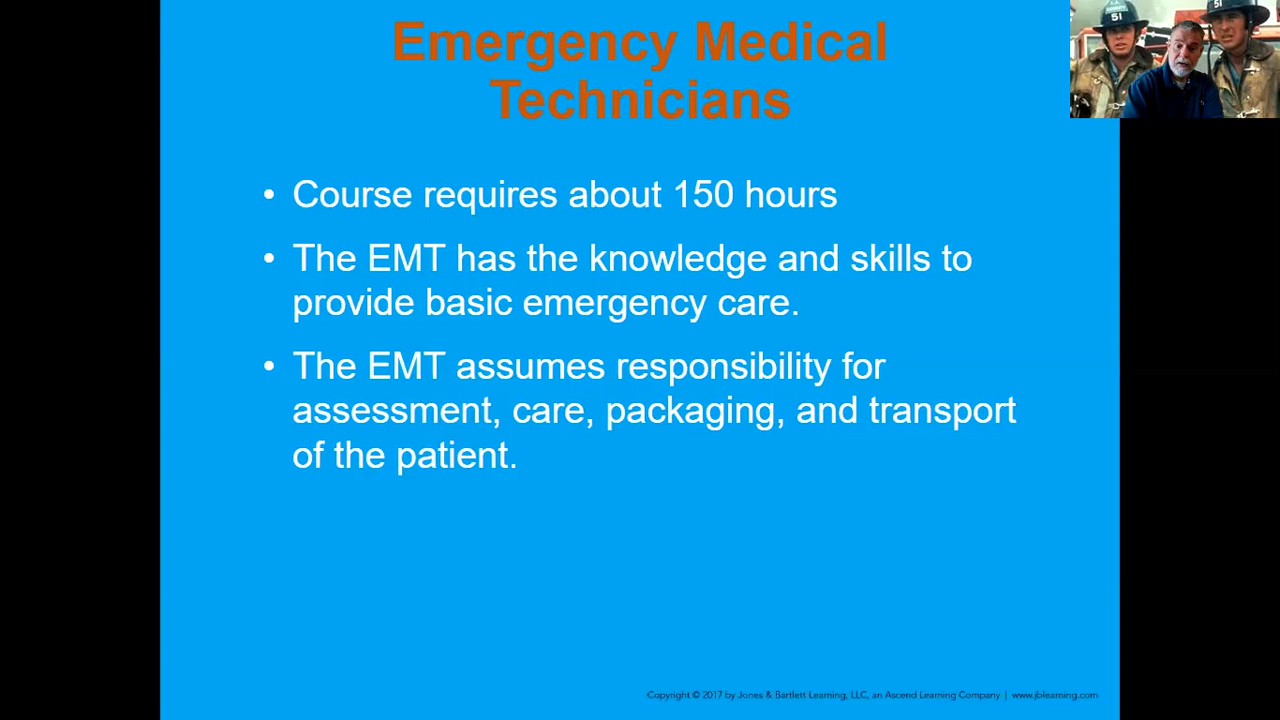 Emergency Medical
Technicians
51
51
• Course requires about 150 hours
• The EMT has the knowledge and skills to
provide basic emergency care.
• The EMT assumes responsibility for
assessment, care, packaging, and transport
of the patient.
Copyright © 2017 by Jones & Bartlett Learning, LLC, an Ascend Learning Company | www.jblearning.com